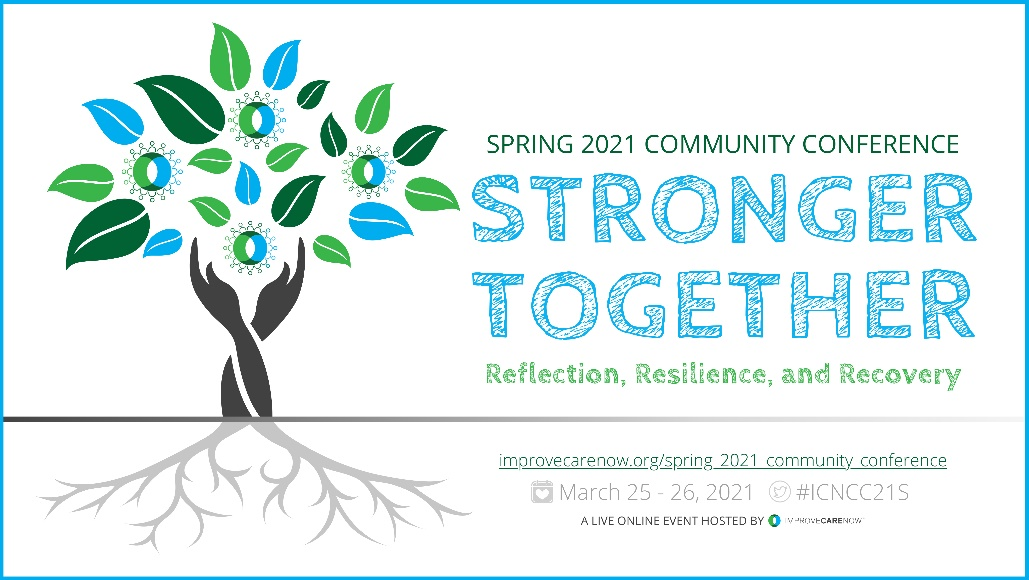 SPRING 2021 COMMUNITY CONFERENCE
STRONGER
TOGETHER
Reflection, Resilience, and Recovery
improvecarenow.org/spring_2021_community_conference
March 25 - 26, 2021 #ICNCC21S
A LIVE ONLINE EVENT HOSTED BY IMPROVECARENOW